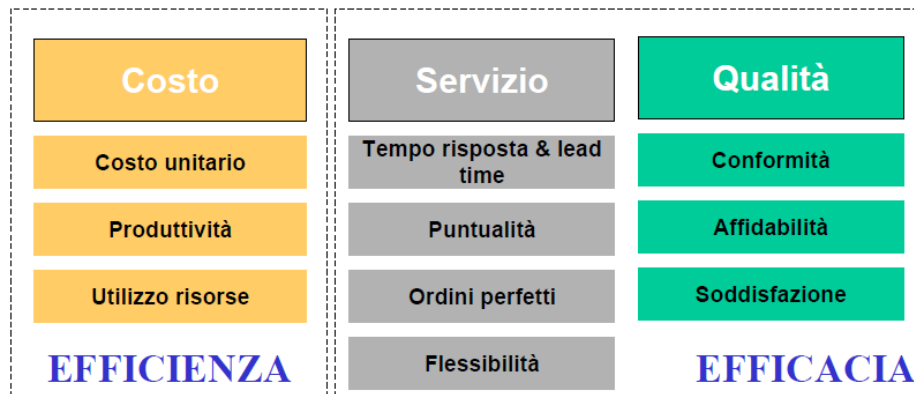 Costo
Costo unitario
Produttività
Utilizzo risorse
EFFICIENZA
Servizio
Tempo risposta & lead
time
Puntualità
Ordini perfetti
Flessibilità
Qualità
Conformità
Affidabilità
Soddisfazione
EFFICACIA